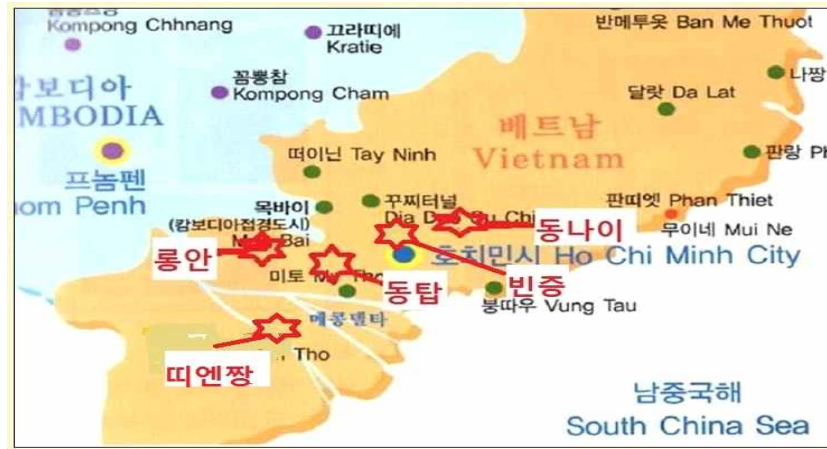 Kompong Chhnang
끄라띠에
Kratie
반메투옷 Ban Me Thuot
나짱
캄보디아
MBODIA
꼼뽕참
Kompong Cham
달랏 Da Lat
베트남
Vietnam
떠이닌 Tay Ninh
판랑
프놈펜
nom Penh
목바이
(캄보디아접경도시)
Bai
꾸찌터널
Dia Chi
판띠엣 Phan Thiet
무이네 Mui Ne
동나이
롱안
호치민시 Ho Chi Minh City
미토
동탑
빈증
붕따우 Vung Tau
메콩델타
Tho
띠엔짱
남중국해
South China Sea